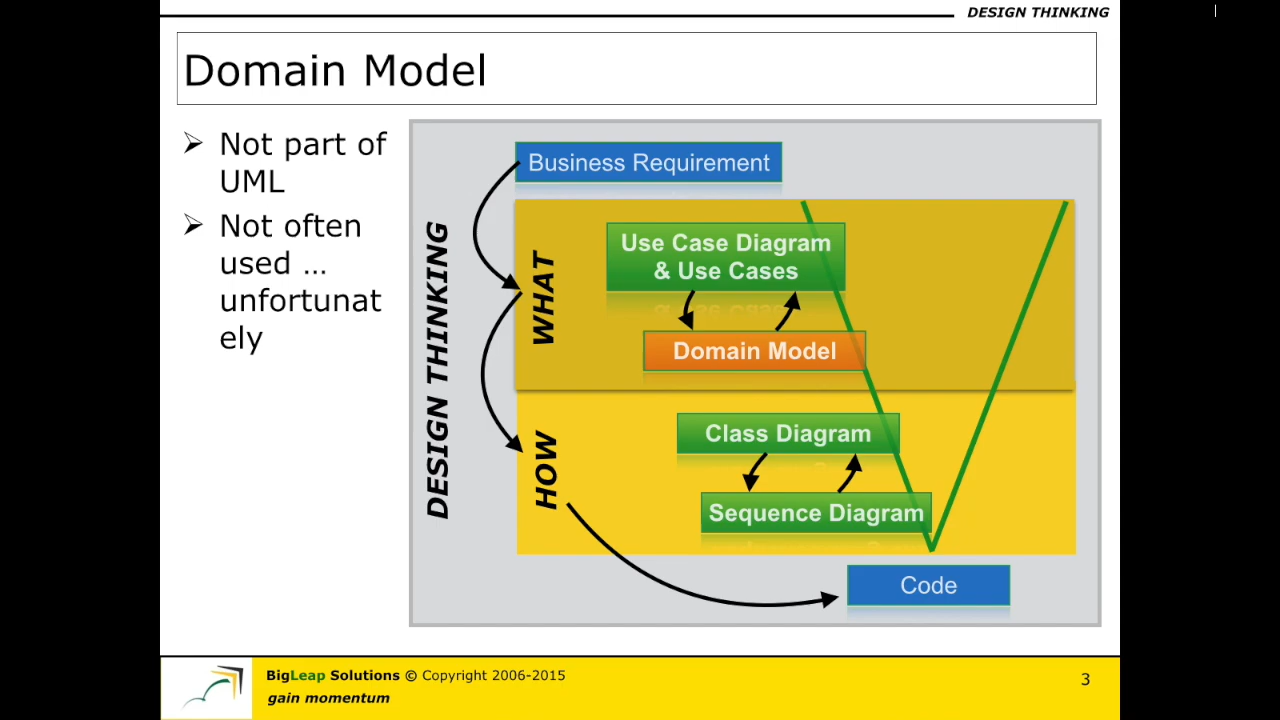 DESIGN THINKING
Domain Model
Not part of
UML
Not often
used …
unfortunat
ely
DESIGN THINKING
Business Requirement
WHAT
Use Case Diagram
& Use Cases
Domain Model
HOW
Class Diagram
Sequence Diagram
Code
BigLeap Solutions © Copyright 2006-2015
gain momentum
3